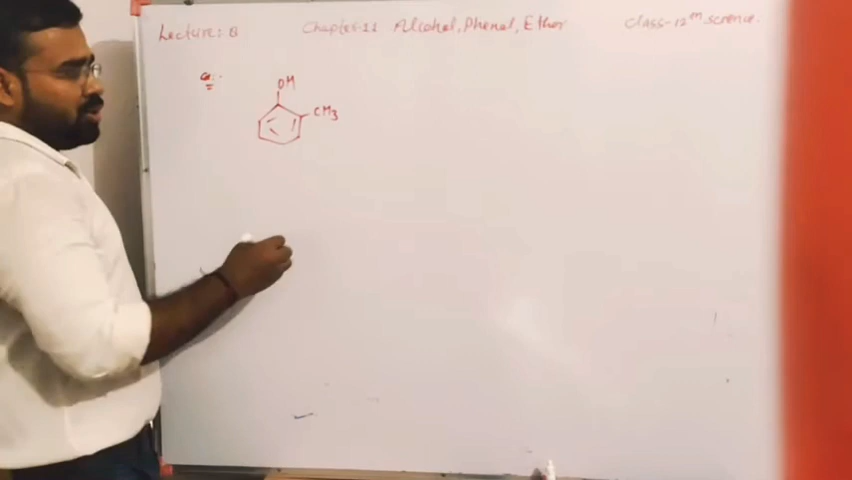 Lecture: 8 Chapter-11 Alcohol, Phenol, Ether Class-12th science.
Q:-
OH
CH3